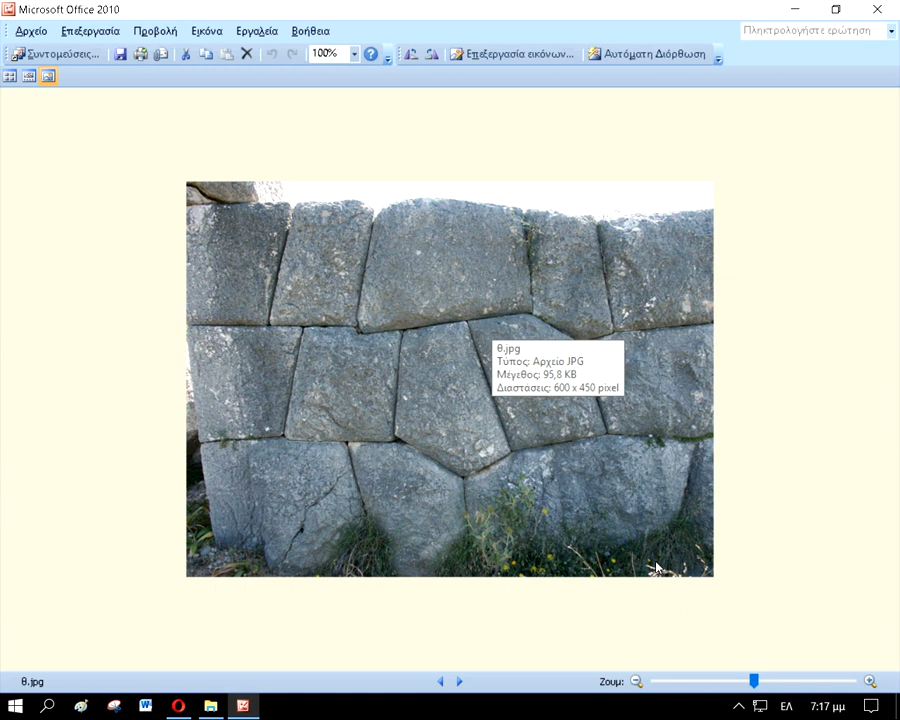 Microsoft Office 2010
Αρχείο Επεξεργασία Προβολή Εικόνα Εργαλεία Βοήθεια
Πληκτρολογήστε ερώτηση
Συντομεύσεις... 100% Επεξεργασία εικόνων... Αυτόματη Διόρθωση
θ.jpg
Τύπος: Αρχείο JPG
Μέγεθος: 95,8 KB
Διαστάσεις: 600 x 450 pixel
θ.jpg Ζουμ:
ΕΛ 7:17 μμ